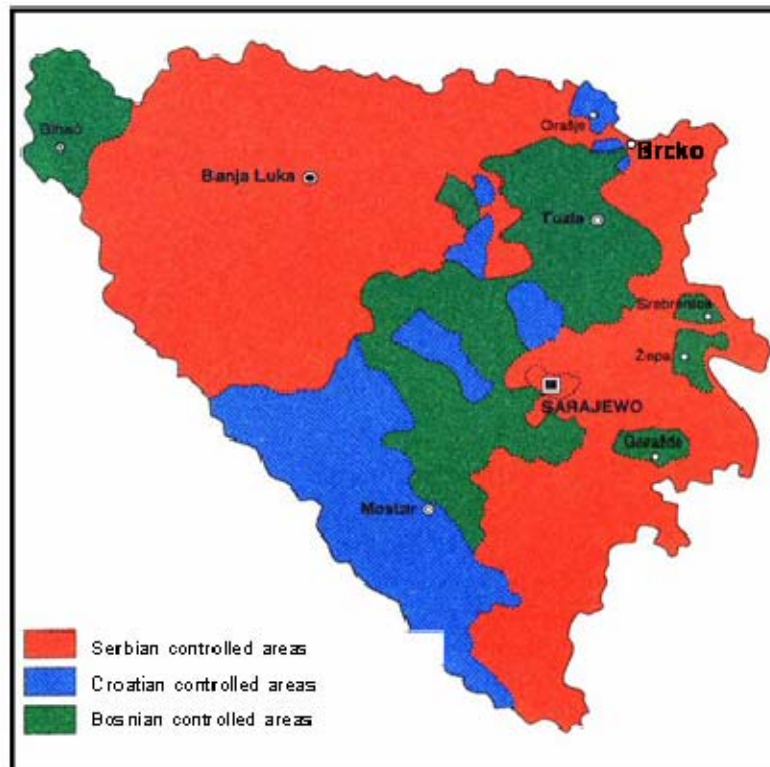 Bihać
Orašje
Brcko
Banja Luka
Tuzla
Srebrenica
Žepa
SARAJEWO
Goražde
Mostar
Serbian controlled areas
Croatian controlled areas
Bosnian controlled areas